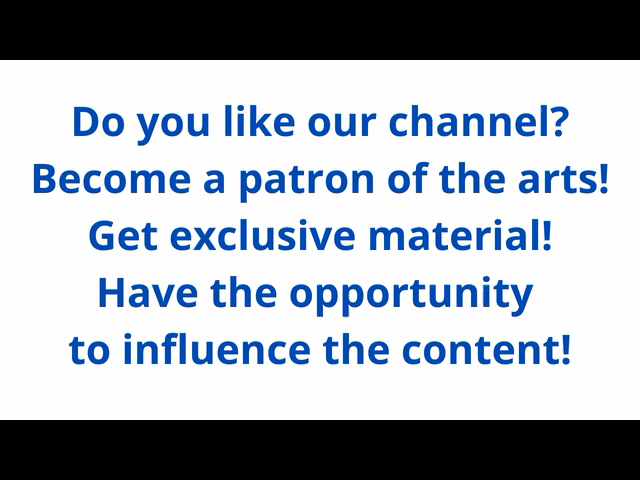 Do you like our channel?
Become a patron of the arts!
Get exclusive material!
Have the opportunity
to influence the content!